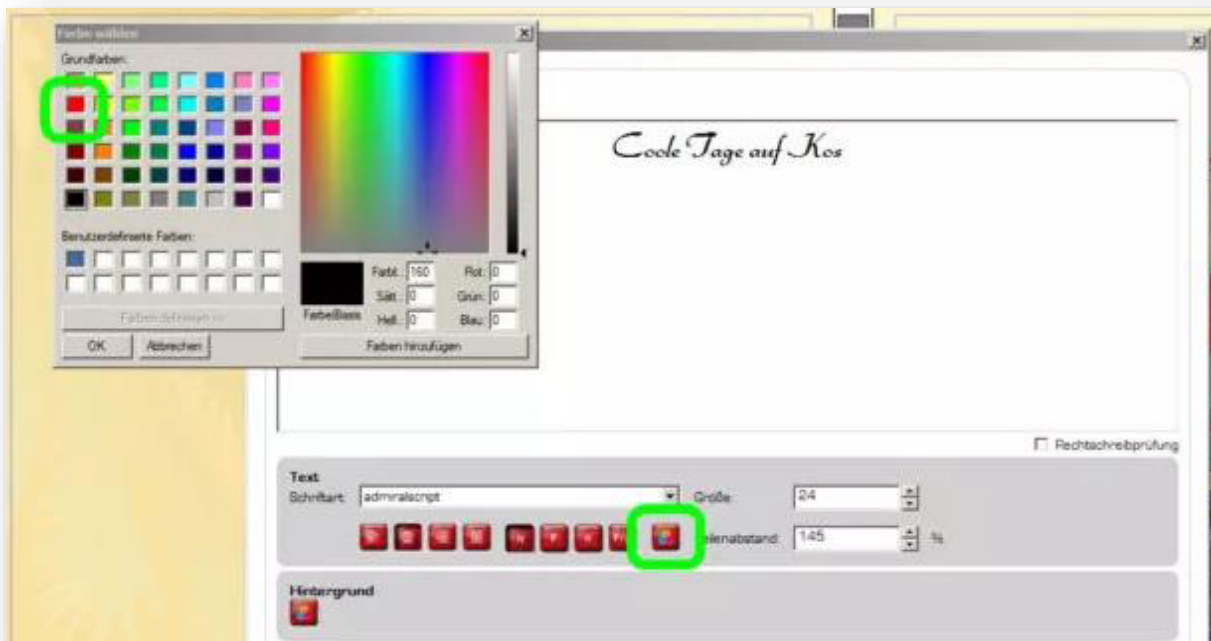 Farbe wählen
Grundfarben:
Benutzerdefinierte Farben:
Farben definieren >>
OK
Abbrechen
Farbe|Basis
Farbt.: 160
Sätt.: 0
Hell.: 0
Rot: 0
Grün: 0
Blau: 0
Farben hinzufügen
Coole Tage auf Kos
Rechtschreibprüfung
Text
Schriftart: admiralscript
Größe: 24
eilenabstand: 145 %
Hintergrund